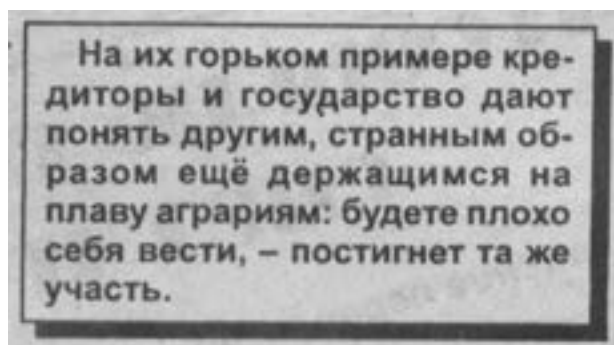 На их горьком примере кре-
диторы и государство дают
понять другим, странным об-
разом ещё держащимся на
плаву аграриям: будете плохо
себя вести, – постигнет та же
участь.